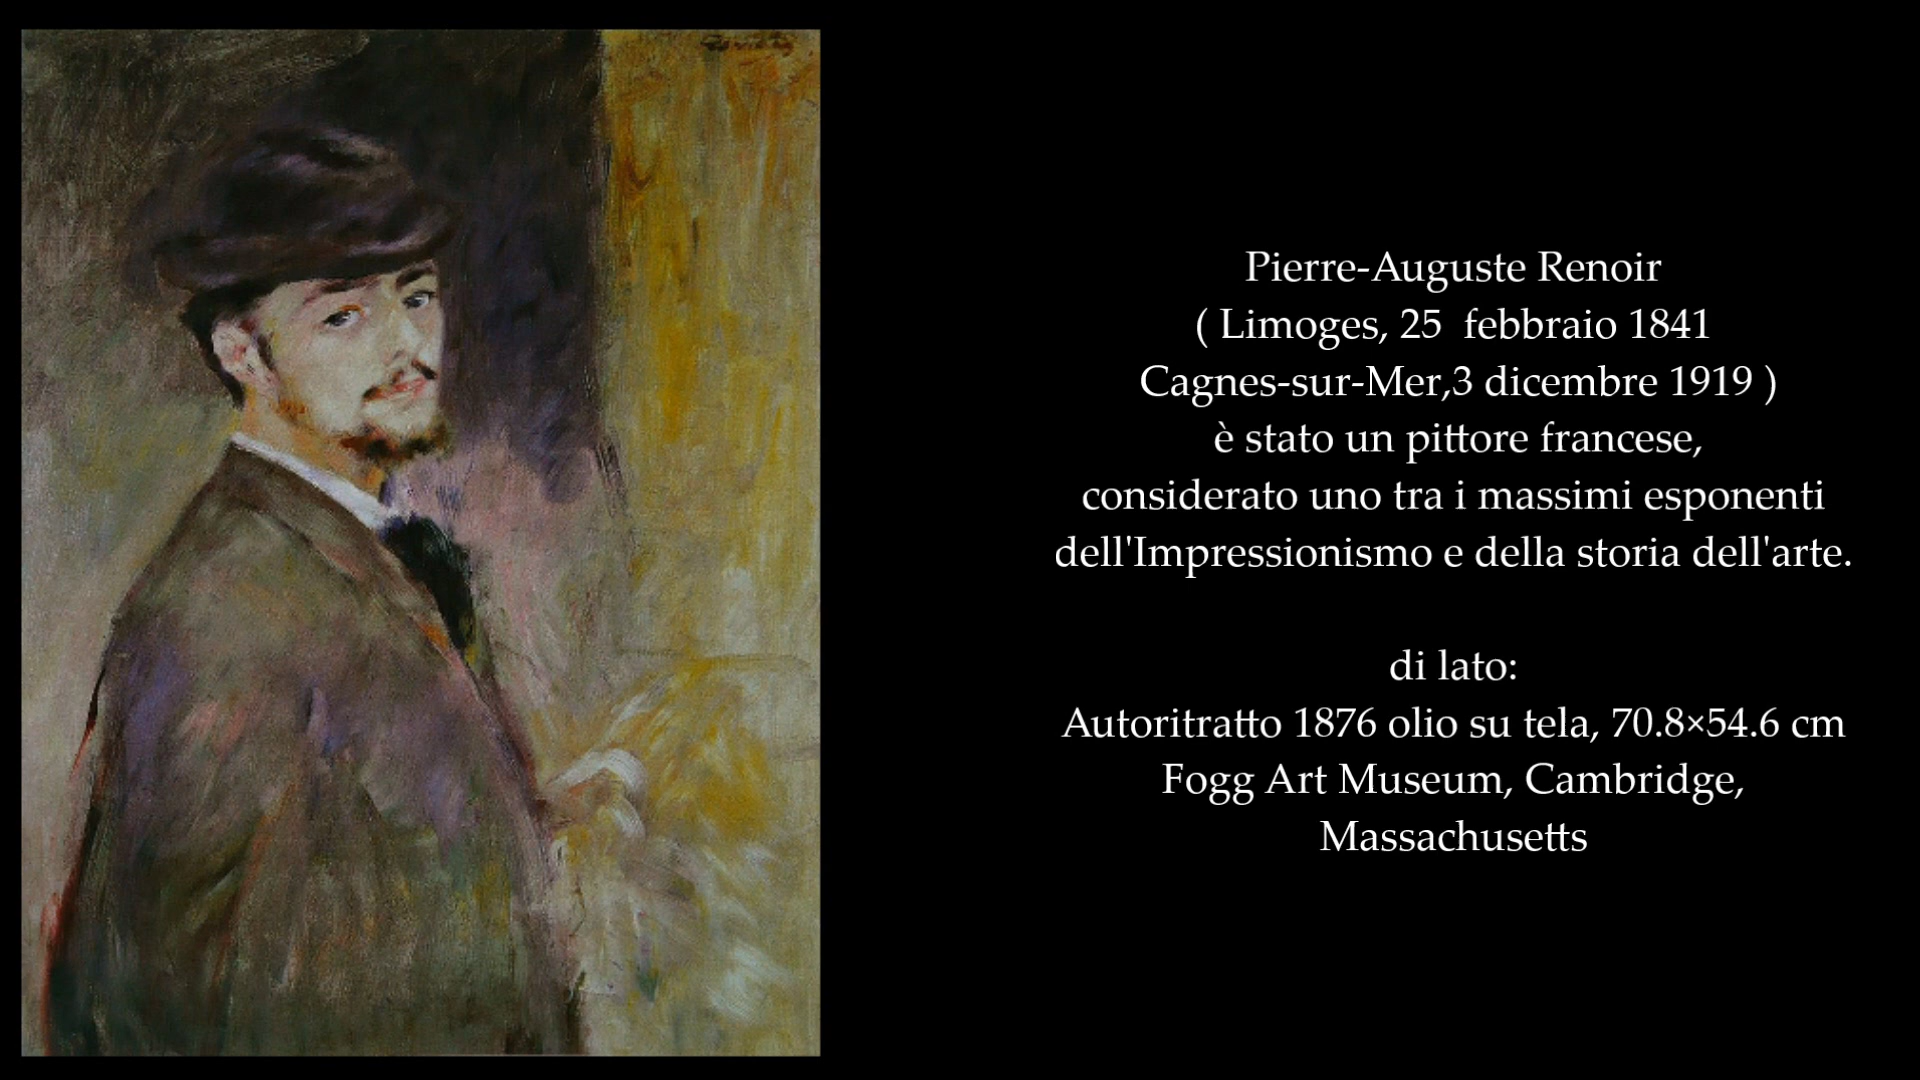 Pierre-Auguste Renoir
( Limoges, 25  febbraio 1841
Cagnes-sur-Mer,3 dicembre 1919 )
è stato un pittore francese,
considerato uno tra i massimi esponenti
dell'Impressionismo e della storia dell'arte.
di lato:
Autoritratto 1876 olio su tela, 70.8×54.6 cm
Fogg Art Museum, Cambridge,
Massachusetts